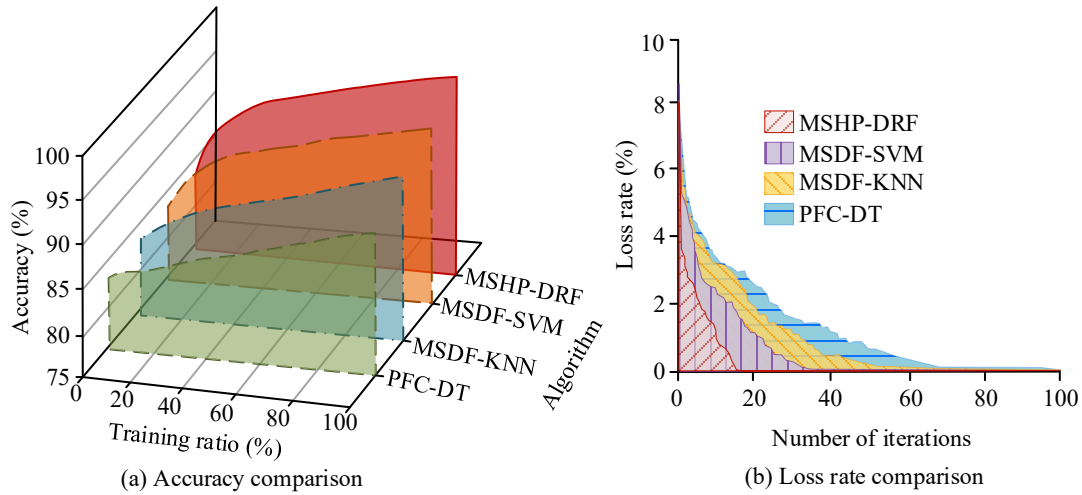 100
95
90
85
80
75
Accuracy (%)
0
20
40
60
80
100
Training ratio (%)
MSHP-DRF
MSDF-SVM
MSDF-KNN
PFC-DT
Algorithm
(a) Accuracy comparison
10
8
6
4
2
0
Loss rate (%)
MSHP-DRF
MSDF-SVM
MSDF-KNN
PFC-DT
0
20
40
60
80
100
Number of iterations
(b) Loss rate comparison